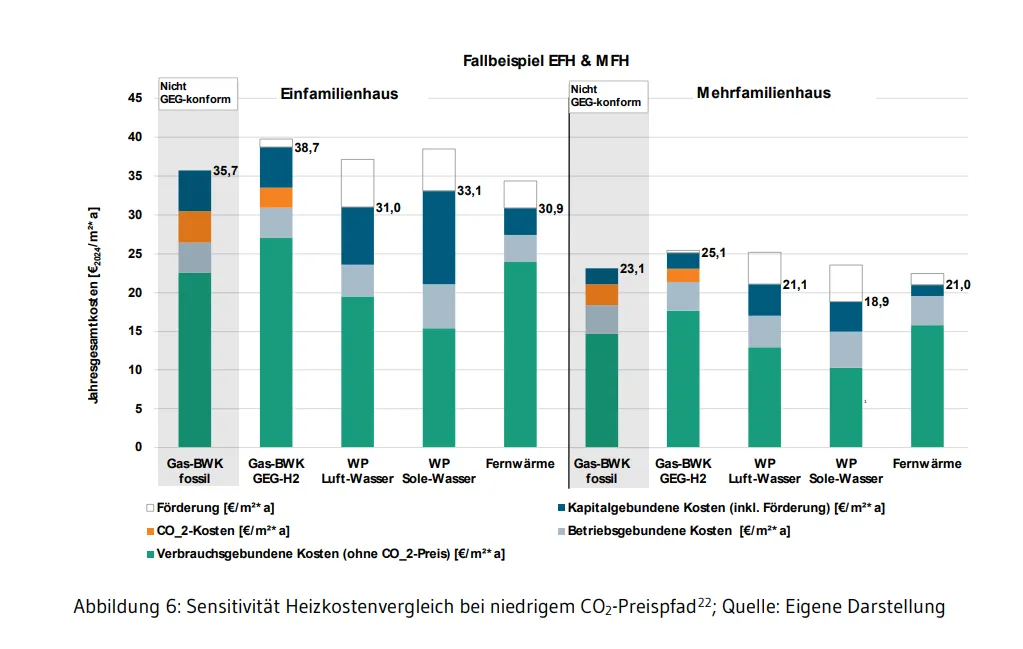 Fallbeispiel EFH & MFH
Nicht
GEG-konform
Einfamilienhaus
Nicht
GEG-konform
Mehrfamilienhaus
Jahresgesamtkosten [€2024/m²* a]
45
40
35
30
25
20
15
10
5
0
35,7
38,7
31,0
33,1
30,9
23,1
25,1
21,1
18,9
21,0
1
Gas-BWK
fossil
Gas-BWK
GEG-H2
WP
Luft-Wasser
WP
Sole-Wasser
Fernwärme
Gas-BWK
fossil
Gas-BWK
GEG-H2
WP
Luft-Wasser
WP
Sole-Wasser
Fernwärme
Förderung [€/m²* a]
Kapitalgebundene Kosten (inkl. Förderung) [€/m²* a]
CO_2-Kosten [€/m²* a]
Betriebsgebundene Kosten [€/m²* a]
Verbrauchsgebundene Kosten (ohne CO_2-Preis) [€/m²* a]
Abbildung 6: Sensitivität Heizkostenvergleich bei niedrigem CO₂-Preispfad²²; Quelle: Eigene Darstellung